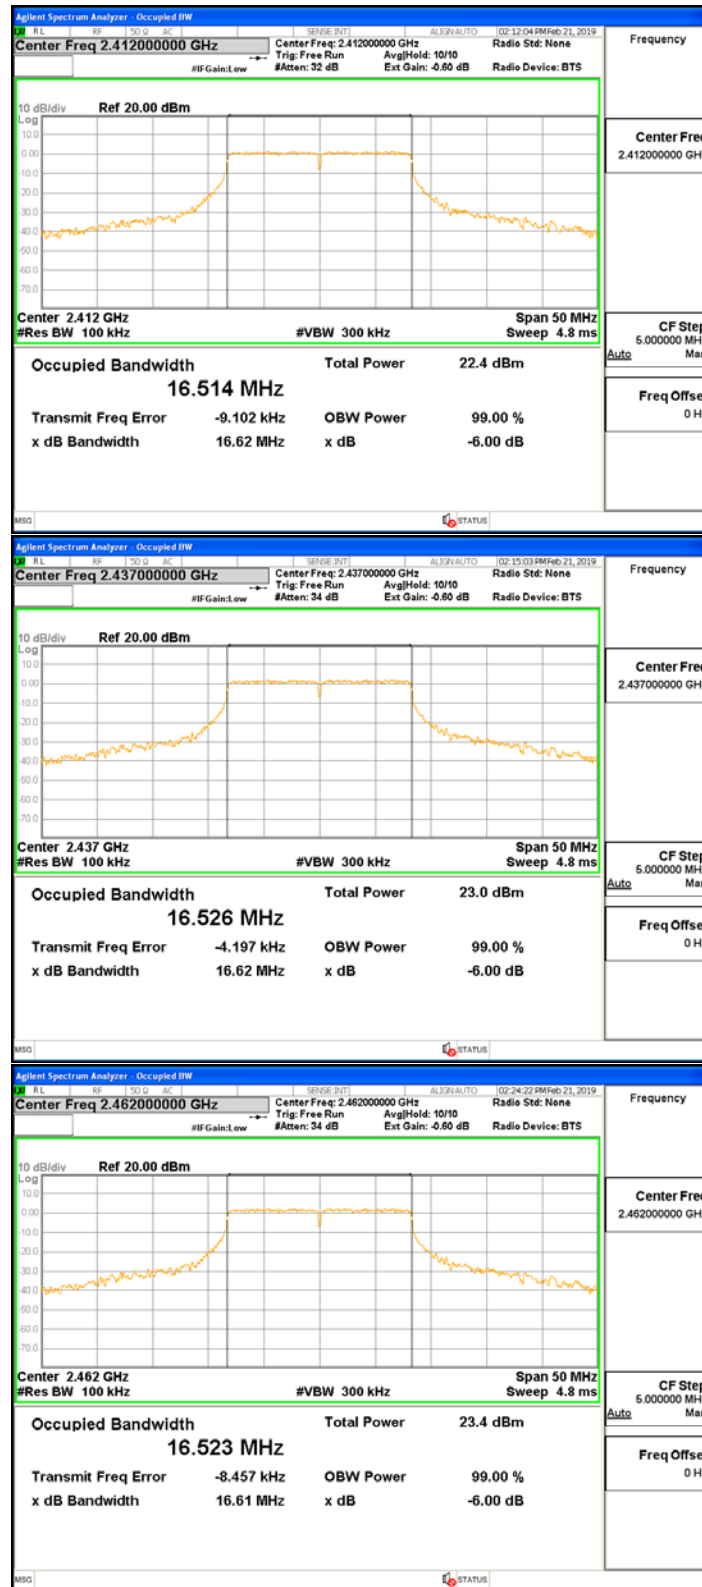 Agilent Spectrum Analyzer - Occupied BW
RL RF 50 Ω AC SENSE:INT ALIGN AUTO 02:12:04 PM Feb 21, 2019
Center Freq 2.412000000 GHz Center Freq: 2.412000000 GHz Radio Std: None Frequency
Trig: Free Run Avg|Hold: 10/10
#IFGain:Low #Atten: 32 dB Ext Gain: -0.60 dB Radio Device: BTS
10 dB/div Ref 20.00 dBm
Log
10.0
0.00
-10.0
-20.0
-30.0
-40.0
-50.0
-60.0
-70.0
Center Fre
2.412000000 GH
Center 2.412 GHz Span 50 MHz
#Res BW 100 kHz #VBW 300 kHz Sweep 4.8 ms
CF Step
5.000000 MH
Auto Ma
Occupied Bandwidth Total Power 22.4 dBm
16.514 MHz
Transmit Freq Error -9.102 kHz OBW Power 99.00 %
x dB Bandwidth 16.62 MHz x dB -6.00 dB
Freq Offse
0 H
MSG STATUS
Agilent Spectrum Analyzer - Occupied BW
RL RF 50 Ω AC SENSE:INT ALIGN AUTO 02:15:03 PM Feb 21, 2019
Center Freq 2.437000000 GHz Center Freq: 2.437000000 GHz Radio Std: None Frequency
Trig: Free Run Avg|Hold: 10/10
#IFGain:Low #Atten: 34 dB Ext Gain: -0.60 dB Radio Device: BTS
10 dB/div Ref 20.00 dBm
Log
10.0
0.00
-10.0
-20.0
-30.0
-40.0
-50.0
-60.0
-70.0
Center Fre
2.437000000 GH
Center 2.437 GHz Span 50 MHz
#Res BW 100 kHz #VBW 300 kHz Sweep 4.8 ms
CF Step
5.000000 MH
Auto Ma
Occupied Bandwidth Total Power 23.0 dBm
16.526 MHz
Transmit Freq Error -4.197 kHz OBW Power 99.00 %
x dB Bandwidth 16.62 MHz x dB -6.00 dB
Freq Offse
0 H
MSG STATUS
Agilent Spectrum Analyzer - Occupied BW
RL RF 50 Ω AC SENSE:INT ALIGN AUTO 02:24:22 PM Feb 21, 2019
Center Freq 2.462000000 GHz Center Freq: 2.462000000 GHz Radio Std: None Frequency
Trig: Free Run Avg|Hold: 10/10
#IFGain:Low #Atten: 34 dB Ext Gain: -0.60 dB Radio Device: BTS
10 dB/div Ref 20.00 dBm
Log
10.0
0.00
-10.0
-20.0
-30.0
-40.0
-50.0
-60.0
-70.0
Center Fre
2.462000000 GH
Center 2.462 GHz Span 50 MHz
#Res BW 100 kHz #VBW 300 kHz Sweep 4.8 ms
CF Step
5.000000 MH
Auto Ma
Occupied Bandwidth Total Power 23.4 dBm
16.523 MHz
Transmit Freq Error -8.457 kHz OBW Power 99.00 %
x dB Bandwidth 16.61 MHz x dB -6.00 dB
Freq Offse
0 H
MSG STATUS